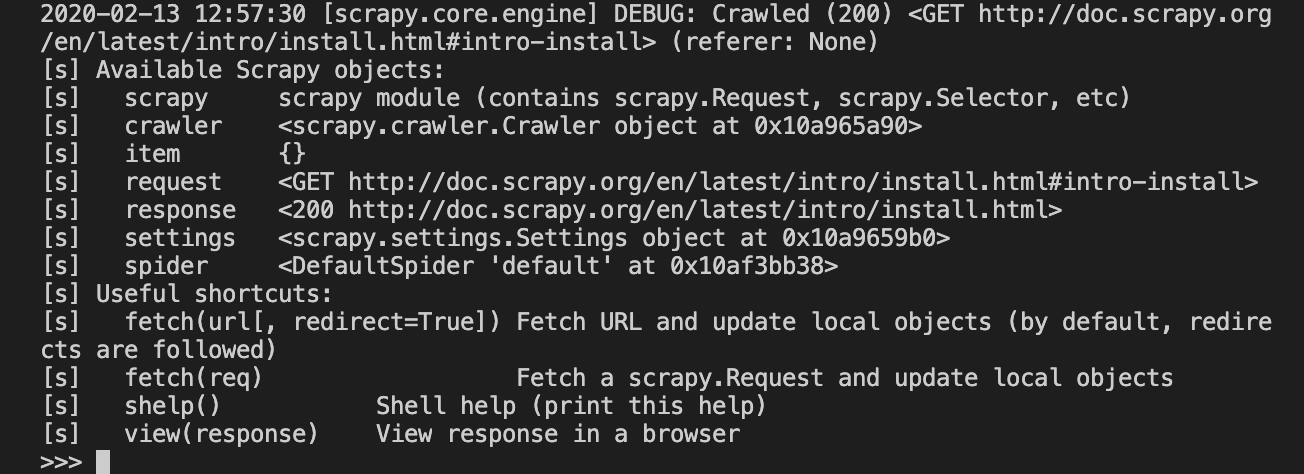 2020-02-13 12:57:30 [scrapy.core.engine] DEBUG: Crawled (200) <GET http://doc.scrapy.org
/en/latest/intro/install.html#intro-install> (referer: None)
[s] Available Scrapy objects:
[s]   scrapy     scrapy module (contains scrapy.Request, scrapy.Selector, etc)
[s]   crawler    <scrapy.crawler.Crawler object at 0x10a965a90>
[s]   item       {}
[s]   request    <GET http://doc.scrapy.org/en/latest/intro/install.html#intro-install>
[s]   response   <200 http://doc.scrapy.org/en/latest/intro/install.html>
[s]   settings   <scrapy.settings.Settings object at 0x10a9659b0>
[s]   spider     <DefaultSpider 'default' at 0x10af3bb38>
[s] Useful shortcuts:
[s]   fetch(url[, redirect=True]) Fetch URL and update local objects (by default, redire
cts are followed)
[s]   fetch(req)                  Fetch a scrapy.Request and update local objects
[s]   shelp()           Shell help (print this help)
[s]   view(response)    View response in a browser
>>>